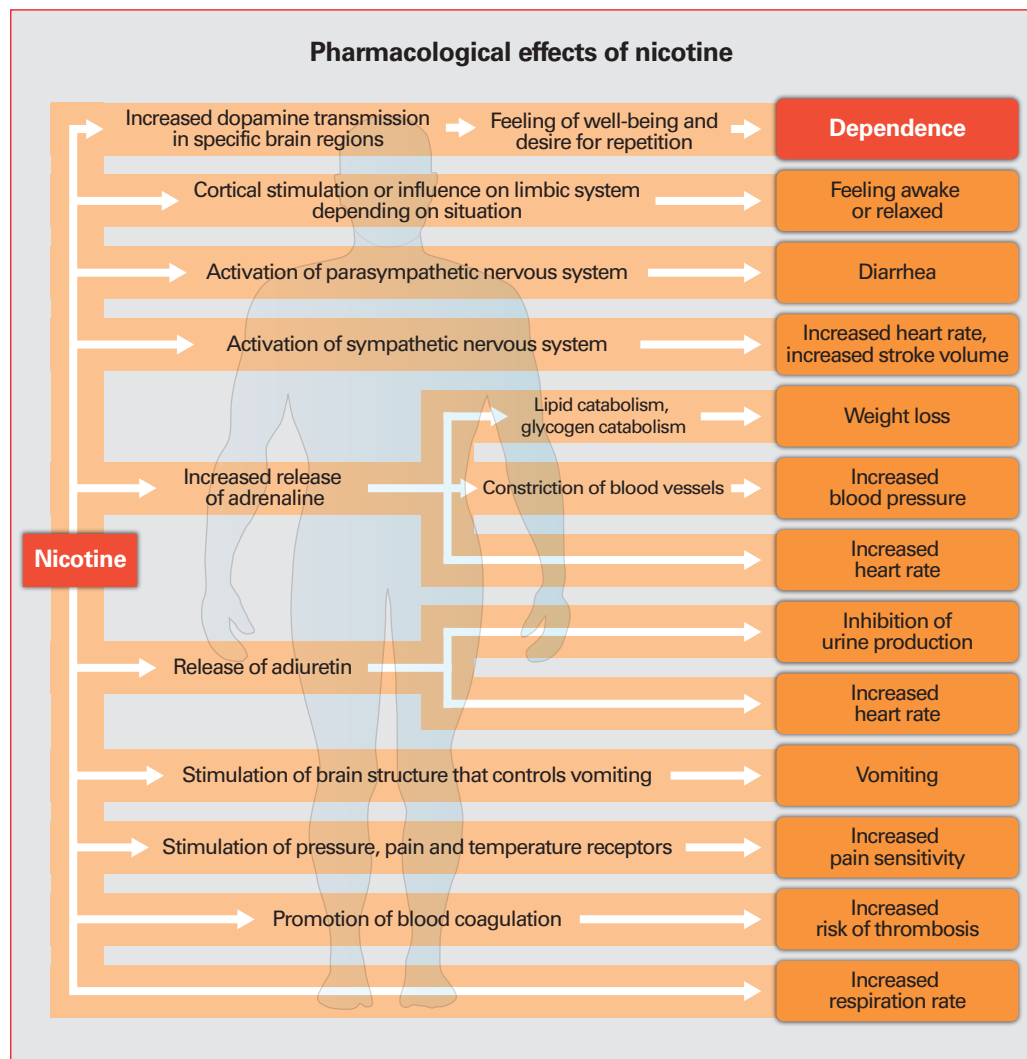 Pharmacological effects of nicotine
Increased dopamine transmission
in specific brain regions
Feeling of well-being and
desire for repetition
Dependence
Cortical stimulation or influence on limbic system
depending on situation
Feeling awake
or relaxed
Activation of parasympathetic nervous system
Diarrhea
Activation of sympathetic nervous system
Increased heart rate,
increased stroke volume
Lipid catabolism,
glycogen catabolism
Weight loss
Increased release
of adrenaline
Constriction of blood vessels
Increased
blood pressure
Nicotine
Increased
heart rate
Inhibition of
urine production
Release of adiuretin
Increased
heart rate
Stimulation of brain structure that controls vomiting
Vomiting
Stimulation of pressure, pain and temperature receptors
Increased
pain sensitivity
Promotion of blood coagulation
Increased
risk of thrombosis
Increased
respiration rate